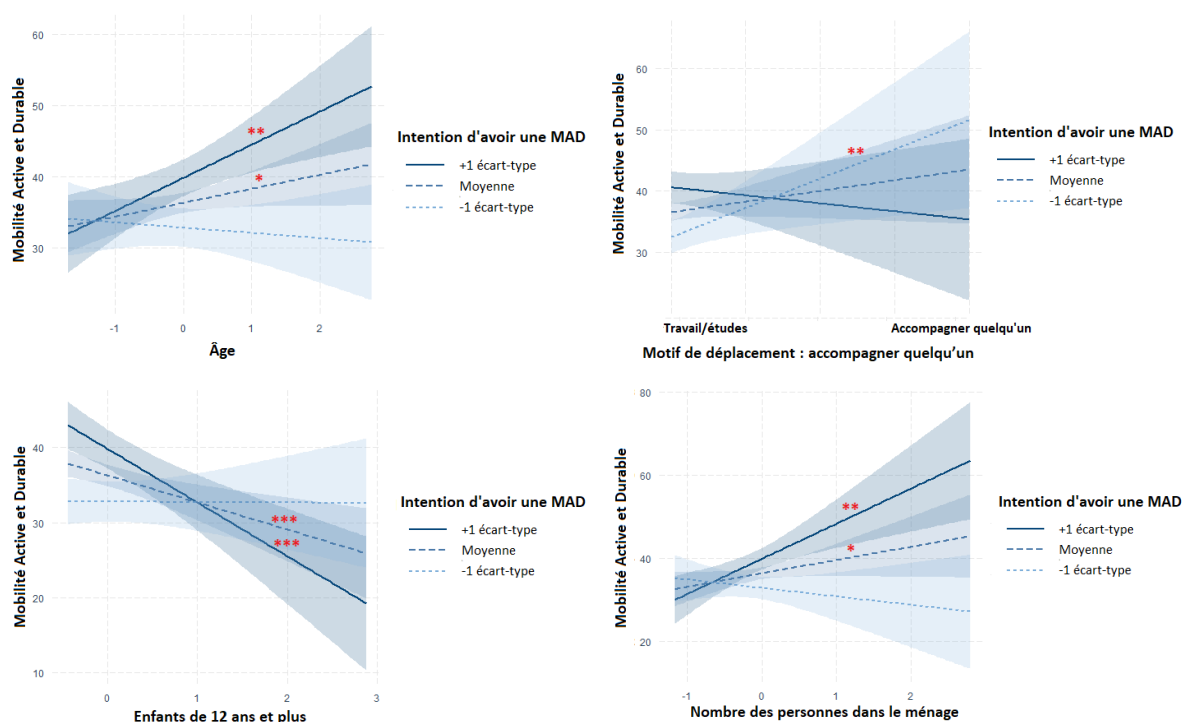 60
50
40
30
-1
0
1
2
Mobilité Active et Durable
Âge
**
*
Intention d'avoir une MAD
+1 écart-type
Moyenne
-1 écart-type
60
50
40
30
Mobilité Active et Durable
**
Travail/études
Accompagner quelqu'un
Motif de déplacement : accompagner quelqu’un
Intention d'avoir une MAD
+1 écart-type
Moyenne
-1 écart-type
40
30
20
10
0
1
2
3
Mobilité Active et Durable
Enfants de 12 ans et plus
***
***
Intention d'avoir une MAD
+1 écart-type
Moyenne
-1 écart-type
80
60
40
20
-1
0
1
2
Mobilité Active et Durable
Nombre des personnes dans le ménage
**
*
Intention d'avoir une MAD
+1 écart-type
Moyenne
-1 écart-type